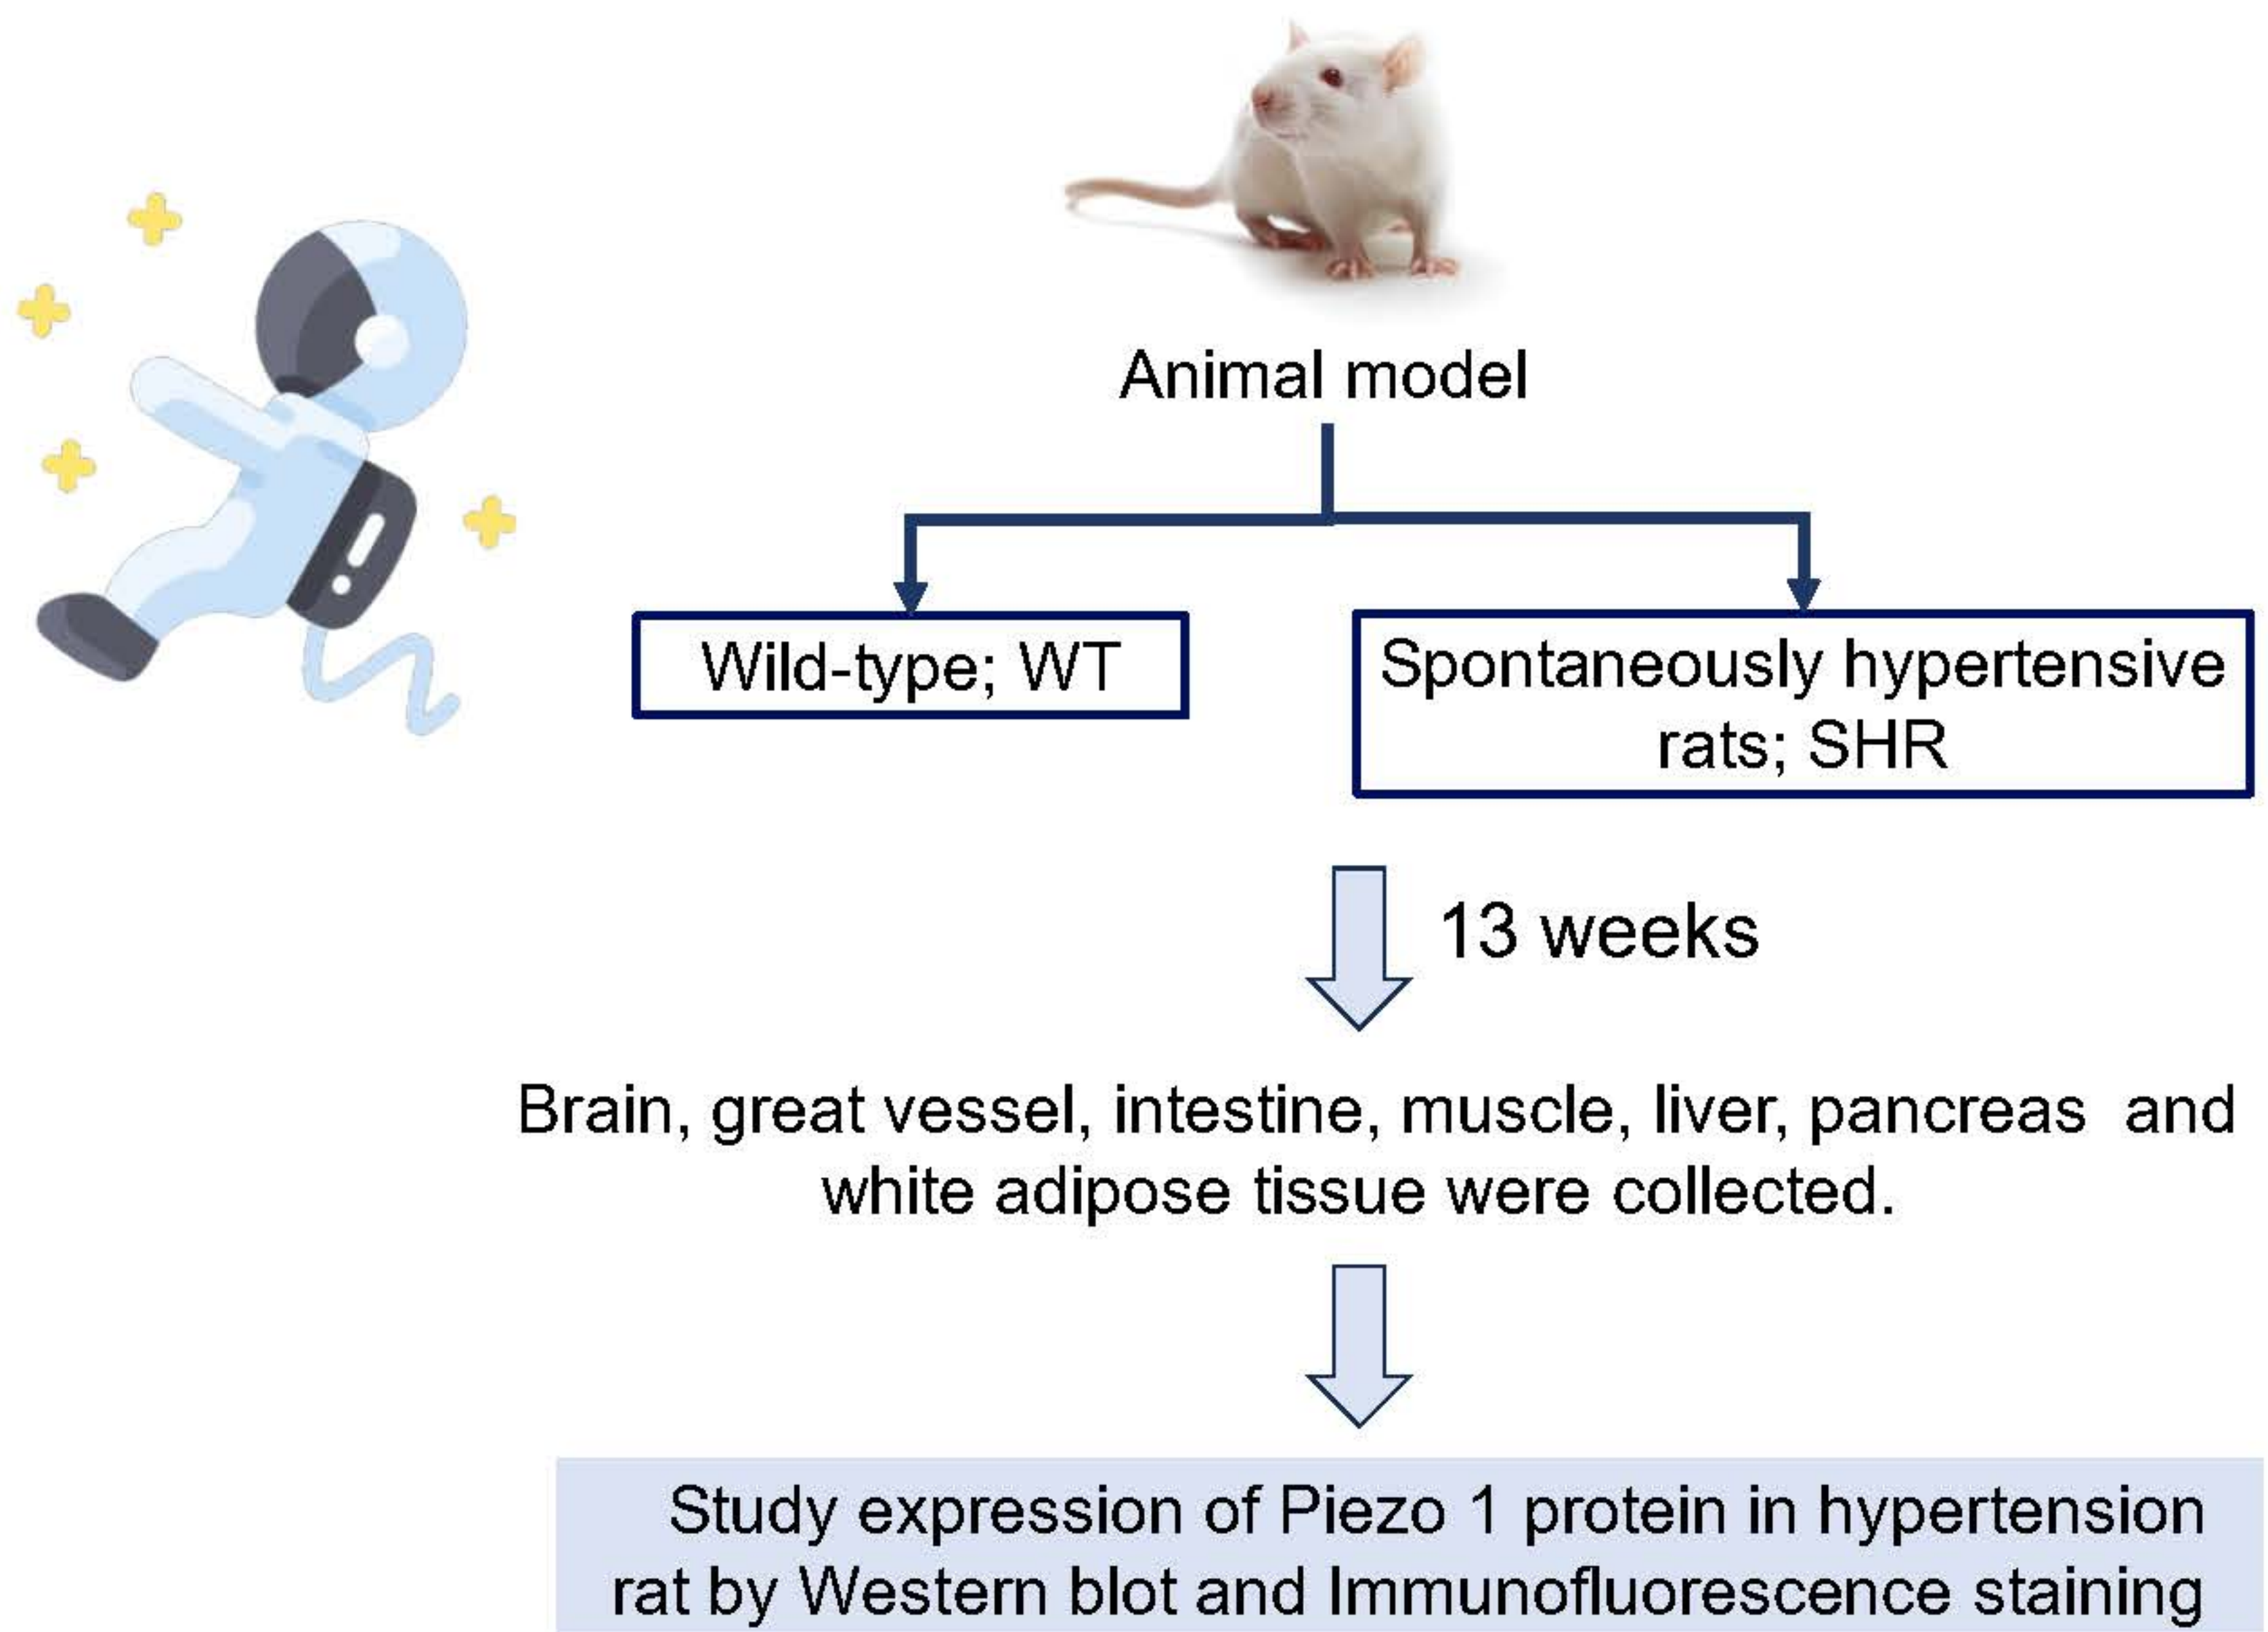 Animal model
Wild-type; WT
Spontaneously hypertensive
rats; SHR
13 weeks
Brain, great vessel, intestine, muscle, liver, pancreas  and
white adipose tissue were collected.
Study expression of Piezo 1 protein in hypertension
rat by Western blot and Immunofluorescence staining